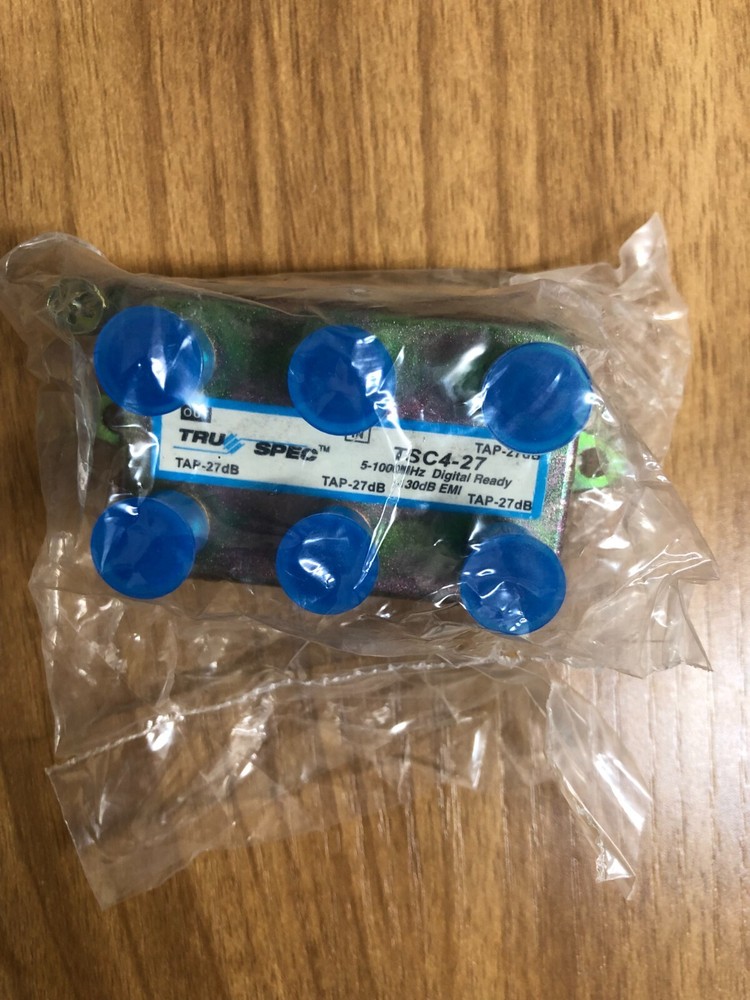 OUT
IN
TRU SPEC™
TSC4-27
TAP-27dB
5-1000MHz Digital Ready
-130dB EMI
TAP-27dB
TAP-27dB
TAP-27dB